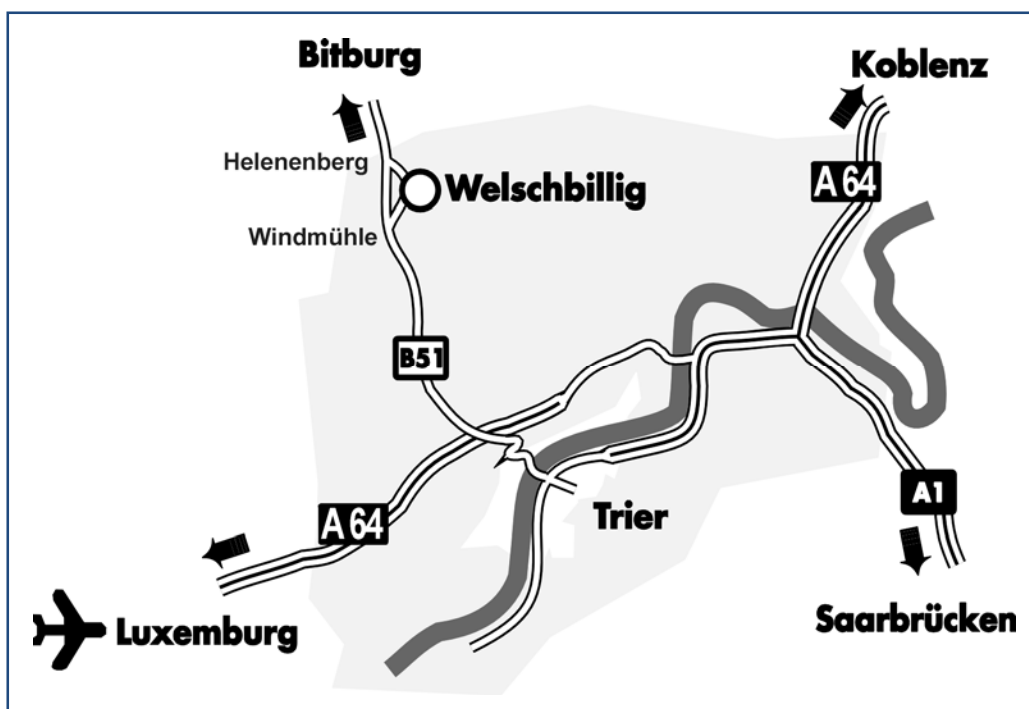 Bitburg
Koblenz
Helenenberg
A 64
Welschbillig
Windmühle
B51
A1
Trier
A 64
Saarbrücken
Luxemburg